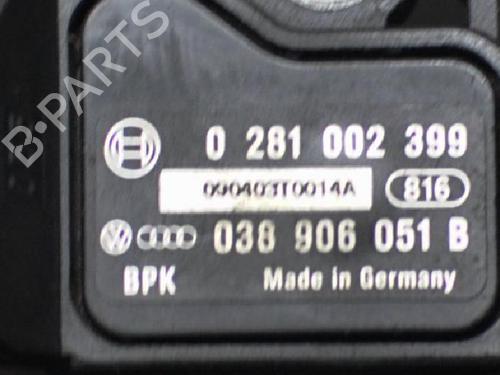 B-PARTS
0 281 002 399
090403T0014A 816
038 906 051 B
BPK Made in Germany